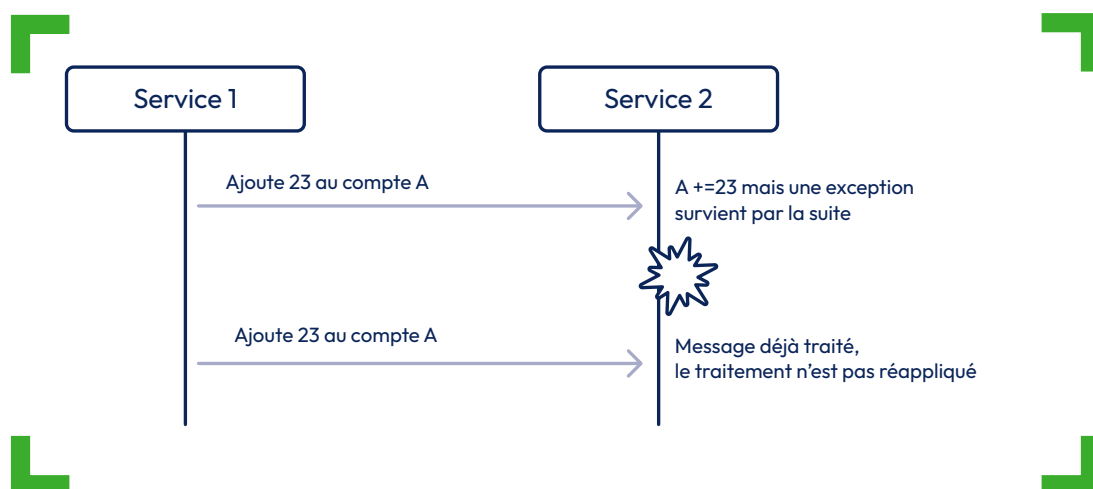 Service 1
Service 2
Ajoute 23 au compte A
A +=23 mais une exception
survient par la suite
Ajoute 23 au compte A
Message déjà traité,
le traitement n’est pas réappliqué